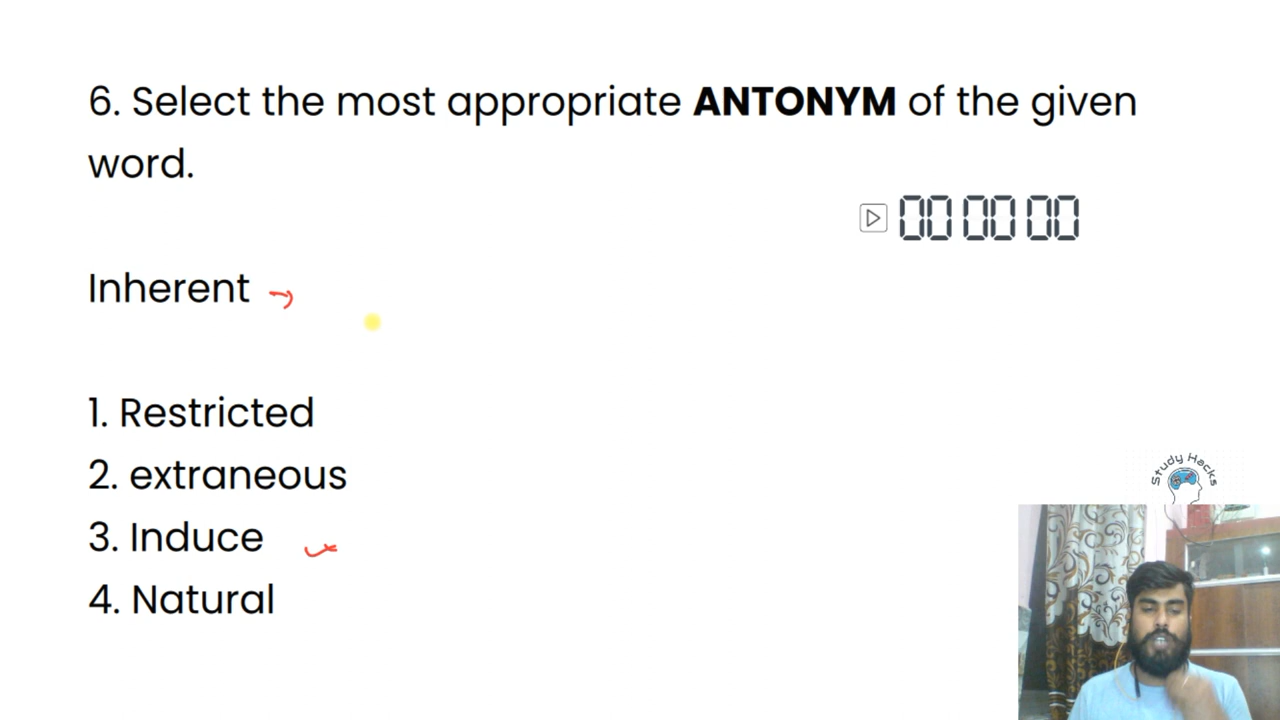 6. Select the most appropriate ANTONYM of the given
word.
00 00 00
Inherent
1. Restricted
2. extraneous
3. Induce
4. Natural
Study Hacks